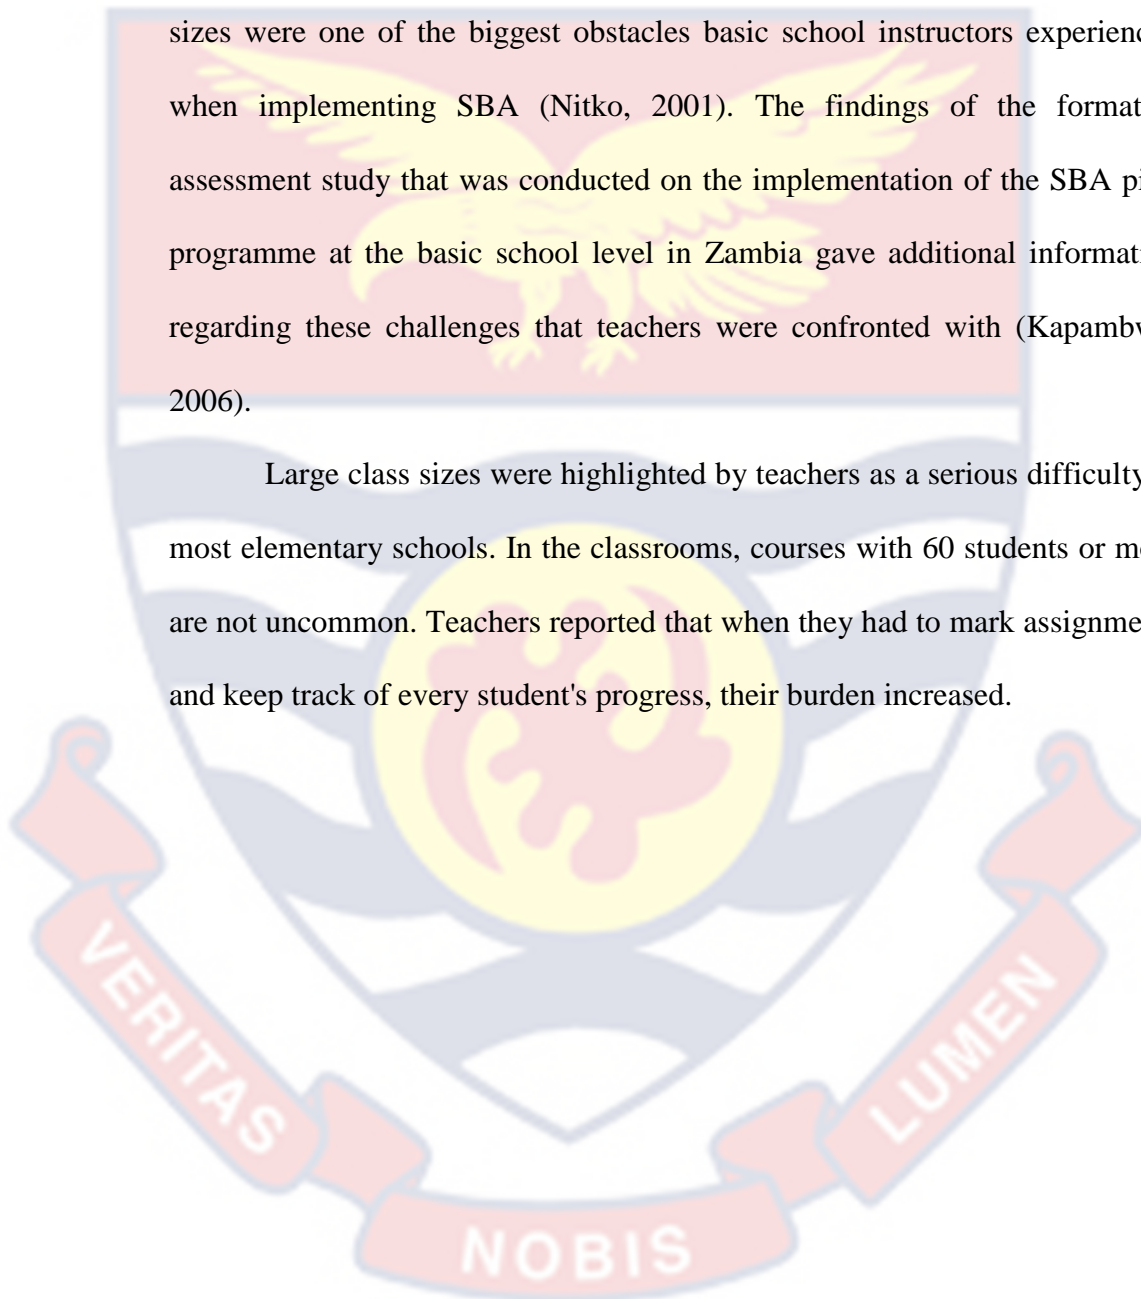 sizes were one of the biggest obstacles basic school instructors experienc
when implementing SBA (Nitko, 2001). The findings of the format
assessment study that was conducted on the implementation of the SBA pi
programme at the basic school level in Zambia gave additional informati
regarding these challenges that teachers were confronted with (Kapambv
2006).
Large class sizes were highlighted by teachers as a serious difficulty
most elementary schools. In the classrooms, courses with 60 students or mo
are not uncommon. Teachers reported that when they had to mark assignme
and keep track of every student's progress, their burden increased.
VERITAS
NOBIS
LUMEN